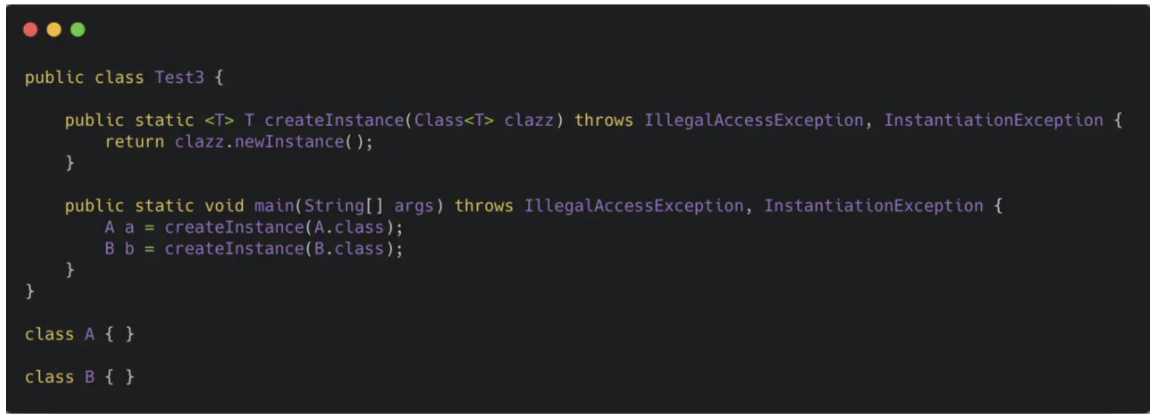 public class Test3 {
    public static <T> T createInstance(Class<T> clazz) throws IllegalAccessException, InstantiationException {
        return clazz.newInstance();
    }
    public static void main(String[] args) throws IllegalAccessException, InstantiationException {
        A a = createInstance(A.class);
        B b = createInstance(B.class);
    }
}
class A { }
class B { }